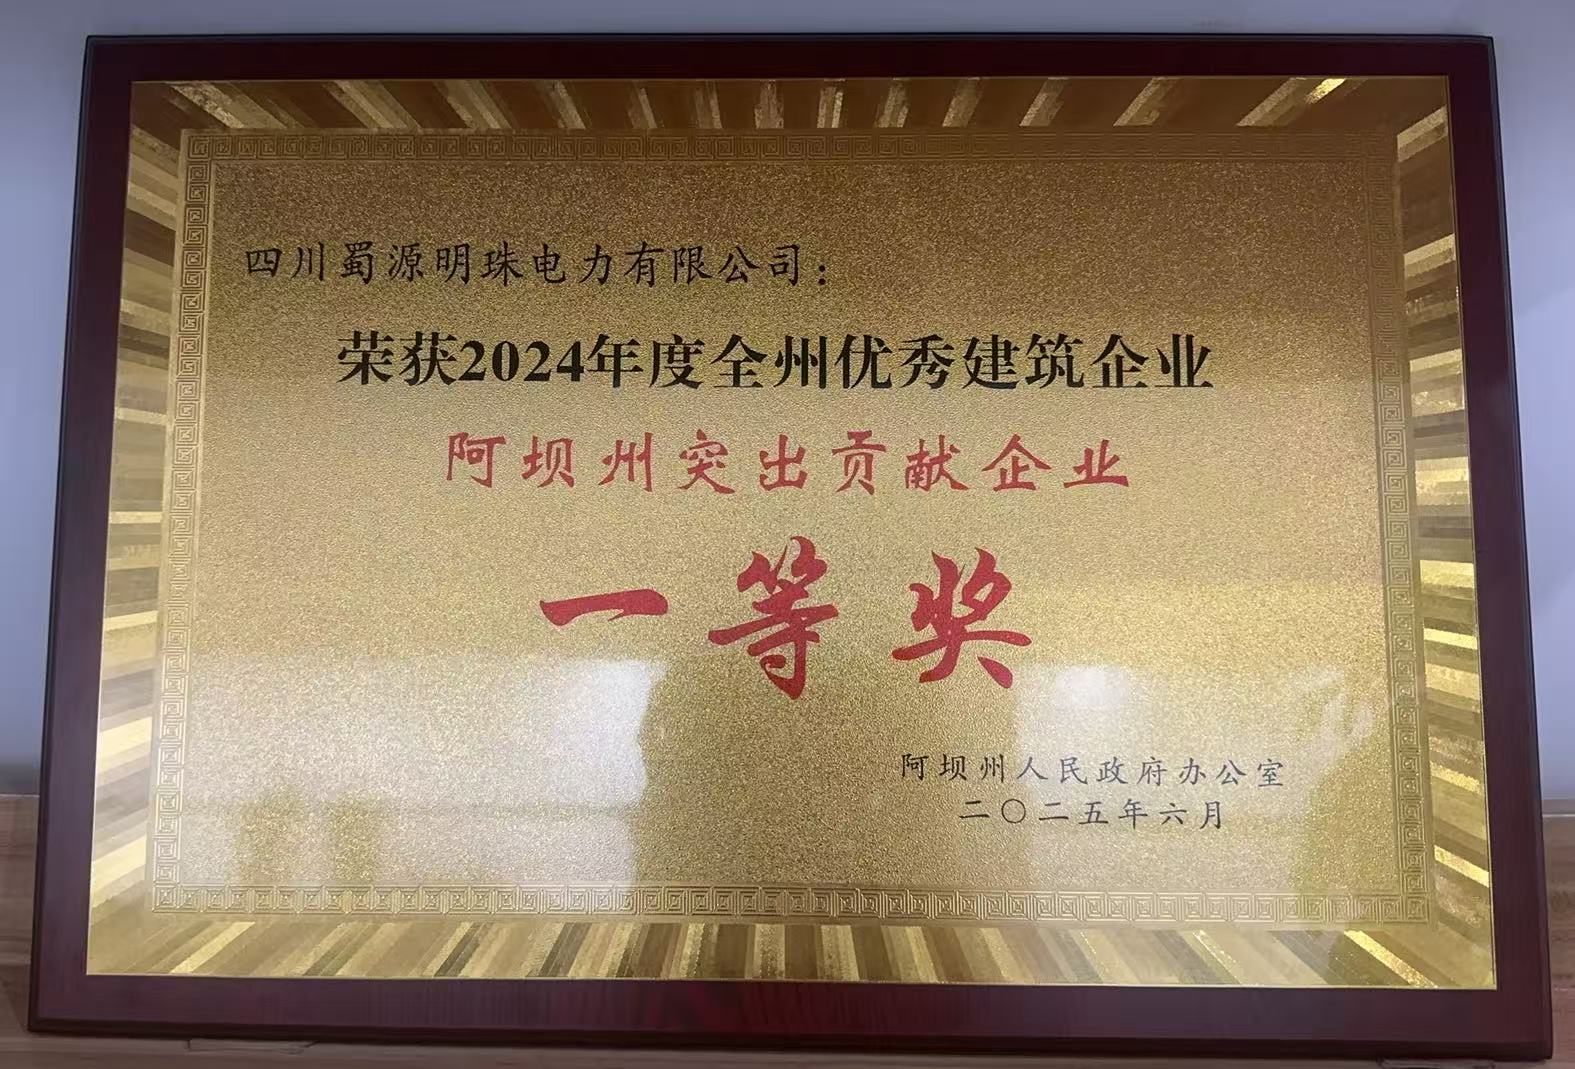 四川蜀源明珠电力有限公司：
荣获2024年度全州优秀建筑企业
阿坝州突出贡献企业
一等奖
阿坝州人民政府办公室
二〇二五年六月